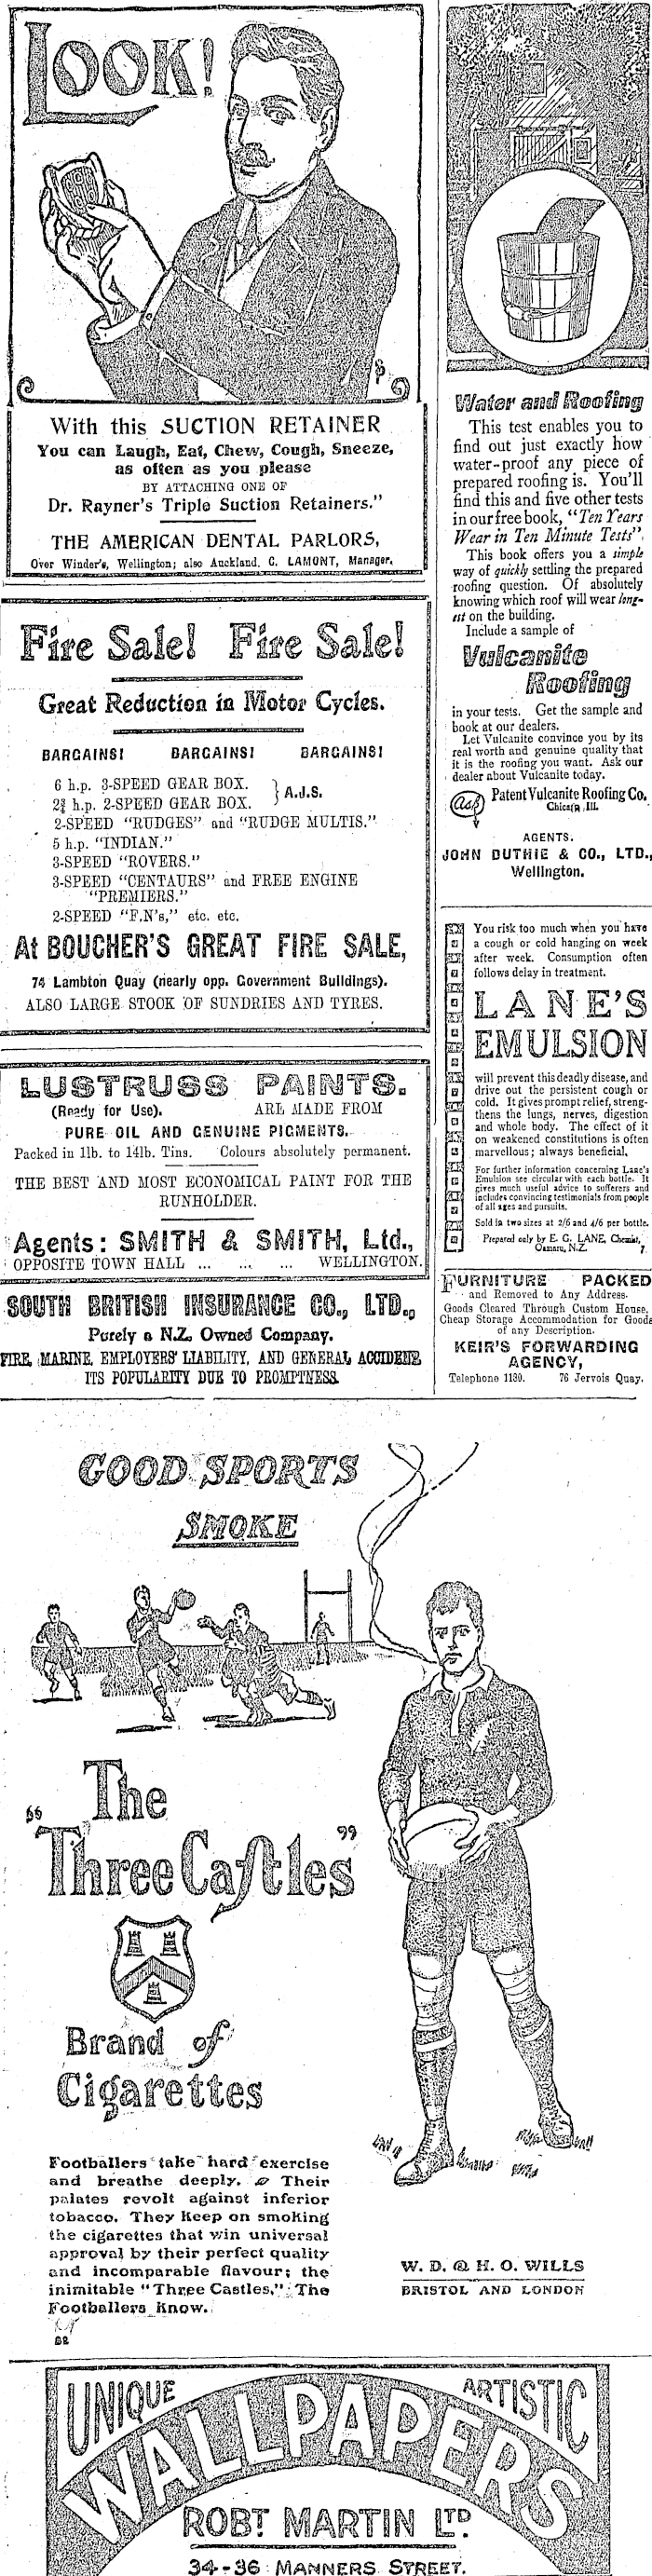 LOOK!
With this SUCTION RETAINER
You can Laugh, Eat, Chew, Cough, Sneeze,
as often as you please
BY ATTACHING ONE OF
Dr. Rayner's Triple Suction Retainers."
THE AMERICAN DENTAL PARLORS,
Over Winder's, Wellington; also Auckland. C. LAMONT, Manager.
Fire Sale! Fire Sale!
Great Reduction in Motor Cycles.
BARGAINS! BARGAINS! BARGAINS!
6 h.p. 3-SPEED GEAR BOX.
2¾ h.p. 2-SPEED GEAR BOX. } A.J.S.
2-SPEED "RUDGES" and "RUDGE MULTIS."
5 h.p. "INDIAN."
3-SPEED "ROVERS."
3-SPEED "CENTAURS" and FREE ENGINE
"PREMIERS."
2-SPEED "F.N's," etc. etc.
At BOUCHER'S GREAT FIRE SALE,
74 Lambton Quay (nearly opp. Government Buildings).
ALSO LARGE STOCK OF SUNDRIES AND TYRES.
LUSTRUSS PAINTS.
(Ready for Use). ARE MADE FROM
PURE OIL AND GENUINE PIGMENTS.
Packed in 1lb. to 14lb. Tins. Colours absolutely permanent.
THE BEST AND MOST ECONOMICAL PAINT FOR THE
RUNHOLDER.
Agents: SMITH & SMITH, Ltd.,
OPPOSITE TOWN HALL ... ... ... WELLINGTON.
SOUTH BRITISH INSURANCE CO., LTD.,
Purely a N.Z. Owned Company.
FIRE, MARINE, EMPLOYERS' LIABILITY, AND GENERAL ACCIDENT
ITS POPULARITY DUE TO PROMPTNESS.
Water and Roofing
This test enables you to
find out just exactly how
water-proof any piece of
prepared roofing is. You'll
find this and five other tests
in our free book, "Ten Years
Wear in Ten Minute Tests".
This book offers you a simple
way of quickly settling the prepared
roofing question. Of absolutely
knowing which roof will wear long-
est on the building.
Include a sample of
Vulcanite
Roofing
in your tests. Get the sample and
book at our dealers.
Let Vulcanite convince you by its
real worth and genuine quality that
it is the roofing you want. Ask our
dealer about Vulcanite today.
Ask Patent Vulcanite Roofing Co.
Chicago, Ill.
AGENTS.
JOHN DUTHIE & CO., LTD.,
Wellington.
You risk too much when you have
a cough or cold hanging on week
after week. Consumption often
follows delay in treatment.
LANE'S
EMULSION
will prevent this deadly disease, and
drive out the persistent cough or
cold. It gives prompt relief, streng-
thens the lungs, nerves, digestion
and whole body. The effect of it
on weakened constitutions is often
marvellous; always beneficial.
For further information concerning Lane's
Emulsion see circular with each bottle. It
gives much useful advice to sufferers and
includes convincing testimonials from people
of all ages and pursuits.
Sold in two sizes at 2/6 and 4/6 per bottle.
Prepared only by E. G. LANE, Chemist,
Oamaru, N.Z. 7
FURNITURE PACKED
and Removed to Any Address.
Goods Cleared Through Custom House.
Cheap Storage Accommodation for Goods
of any Description.
KEIR'S FORWARDING
AGENCY,
Telephone 1180. 76 Jervois Quay.
GOOD SPORTS
SMOKE
"The
Three Castles"
Brand of
Cigarettes
Footballers take hard exercise
and breathe deeply. Their
palates revolt against inferior
tobacco. They keep on smoking
the cigarettes that win universal
approval by their perfect quality
and incomparable flavour; the
inimitable "Three Castles." The
Footballers Know.
W. D. & H. O. WILLS
BRISTOL AND LONDON
UNIQUE ARTISTIC
WALLPAPERS
ROBT MARTIN LTD.
34-36 MANNERS STREET.